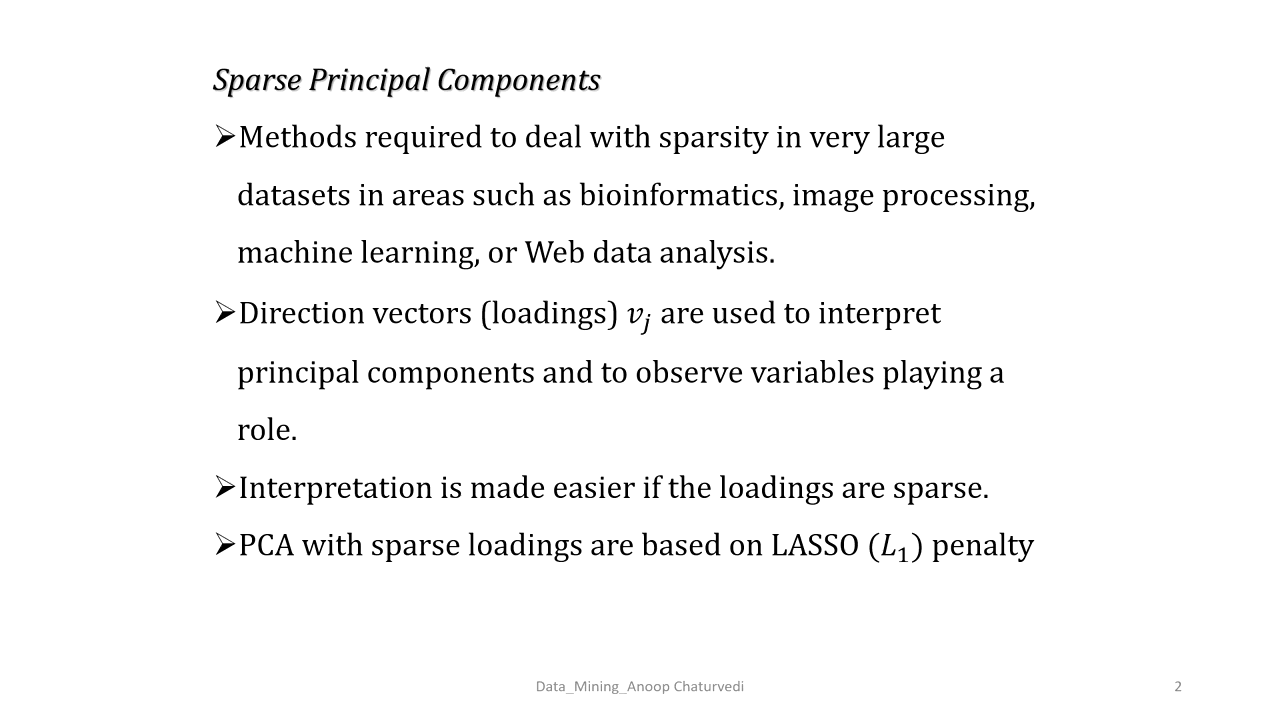 Sparse Principal Components
➢Methods required to deal with sparsity in very large
datasets in areas such as bioinformatics, image processing,
machine learning, or Web data analysis.
➢Direction vectors (loadings) 𝑣ⱼ are used to interpret
principal components and to observe variables playing a
role.
➢Interpretation is made easier if the loadings are sparse.
➢PCA with sparse loadings are based on LASSO (𝐿₁) penalty
Data_Mining_Anoop Chaturvedi
2